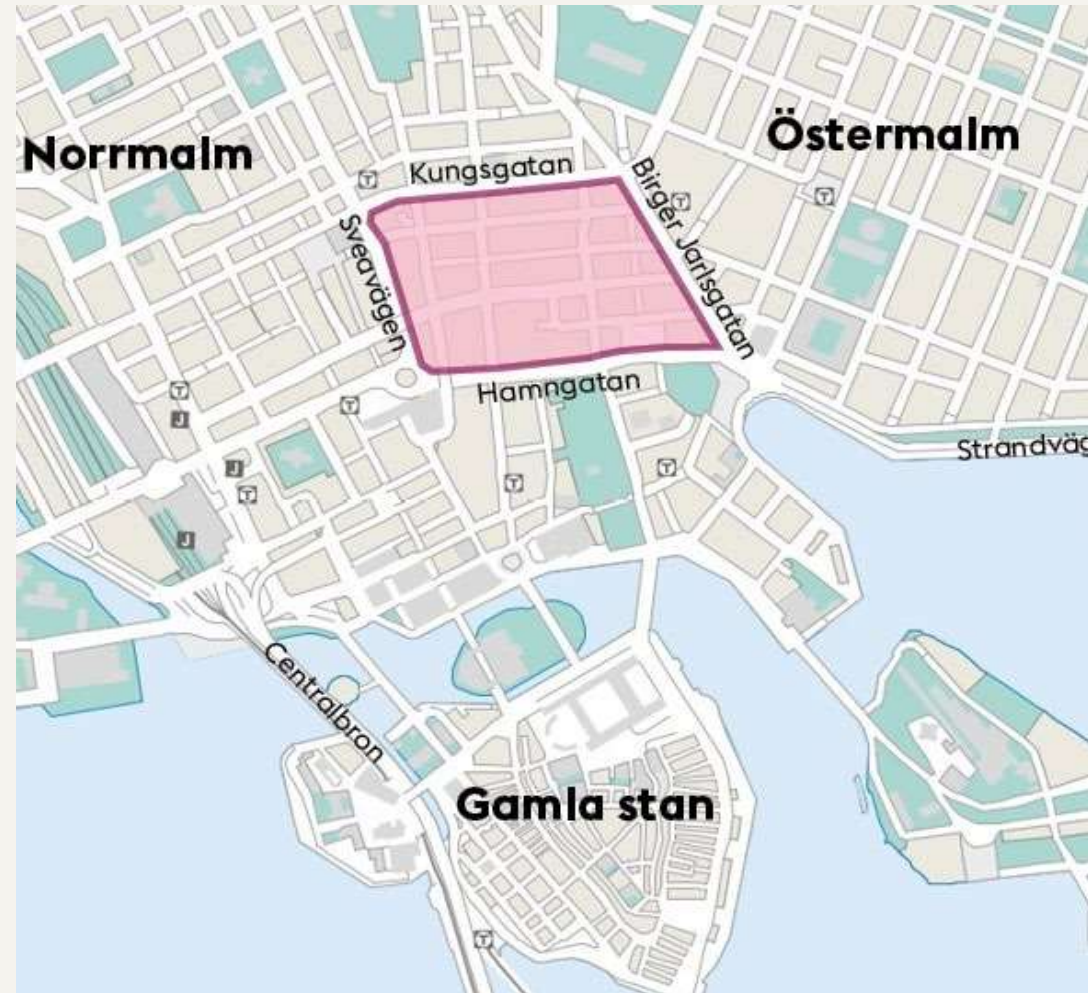 Östermalm
Norrmalm
Kungsgatan
Birger Jarlsgatan
T
T
T
Sveavägen
Hamngatan
T
T
J
Strandväg
J
T
T
T
J
Centralbron
Gamla stan
T